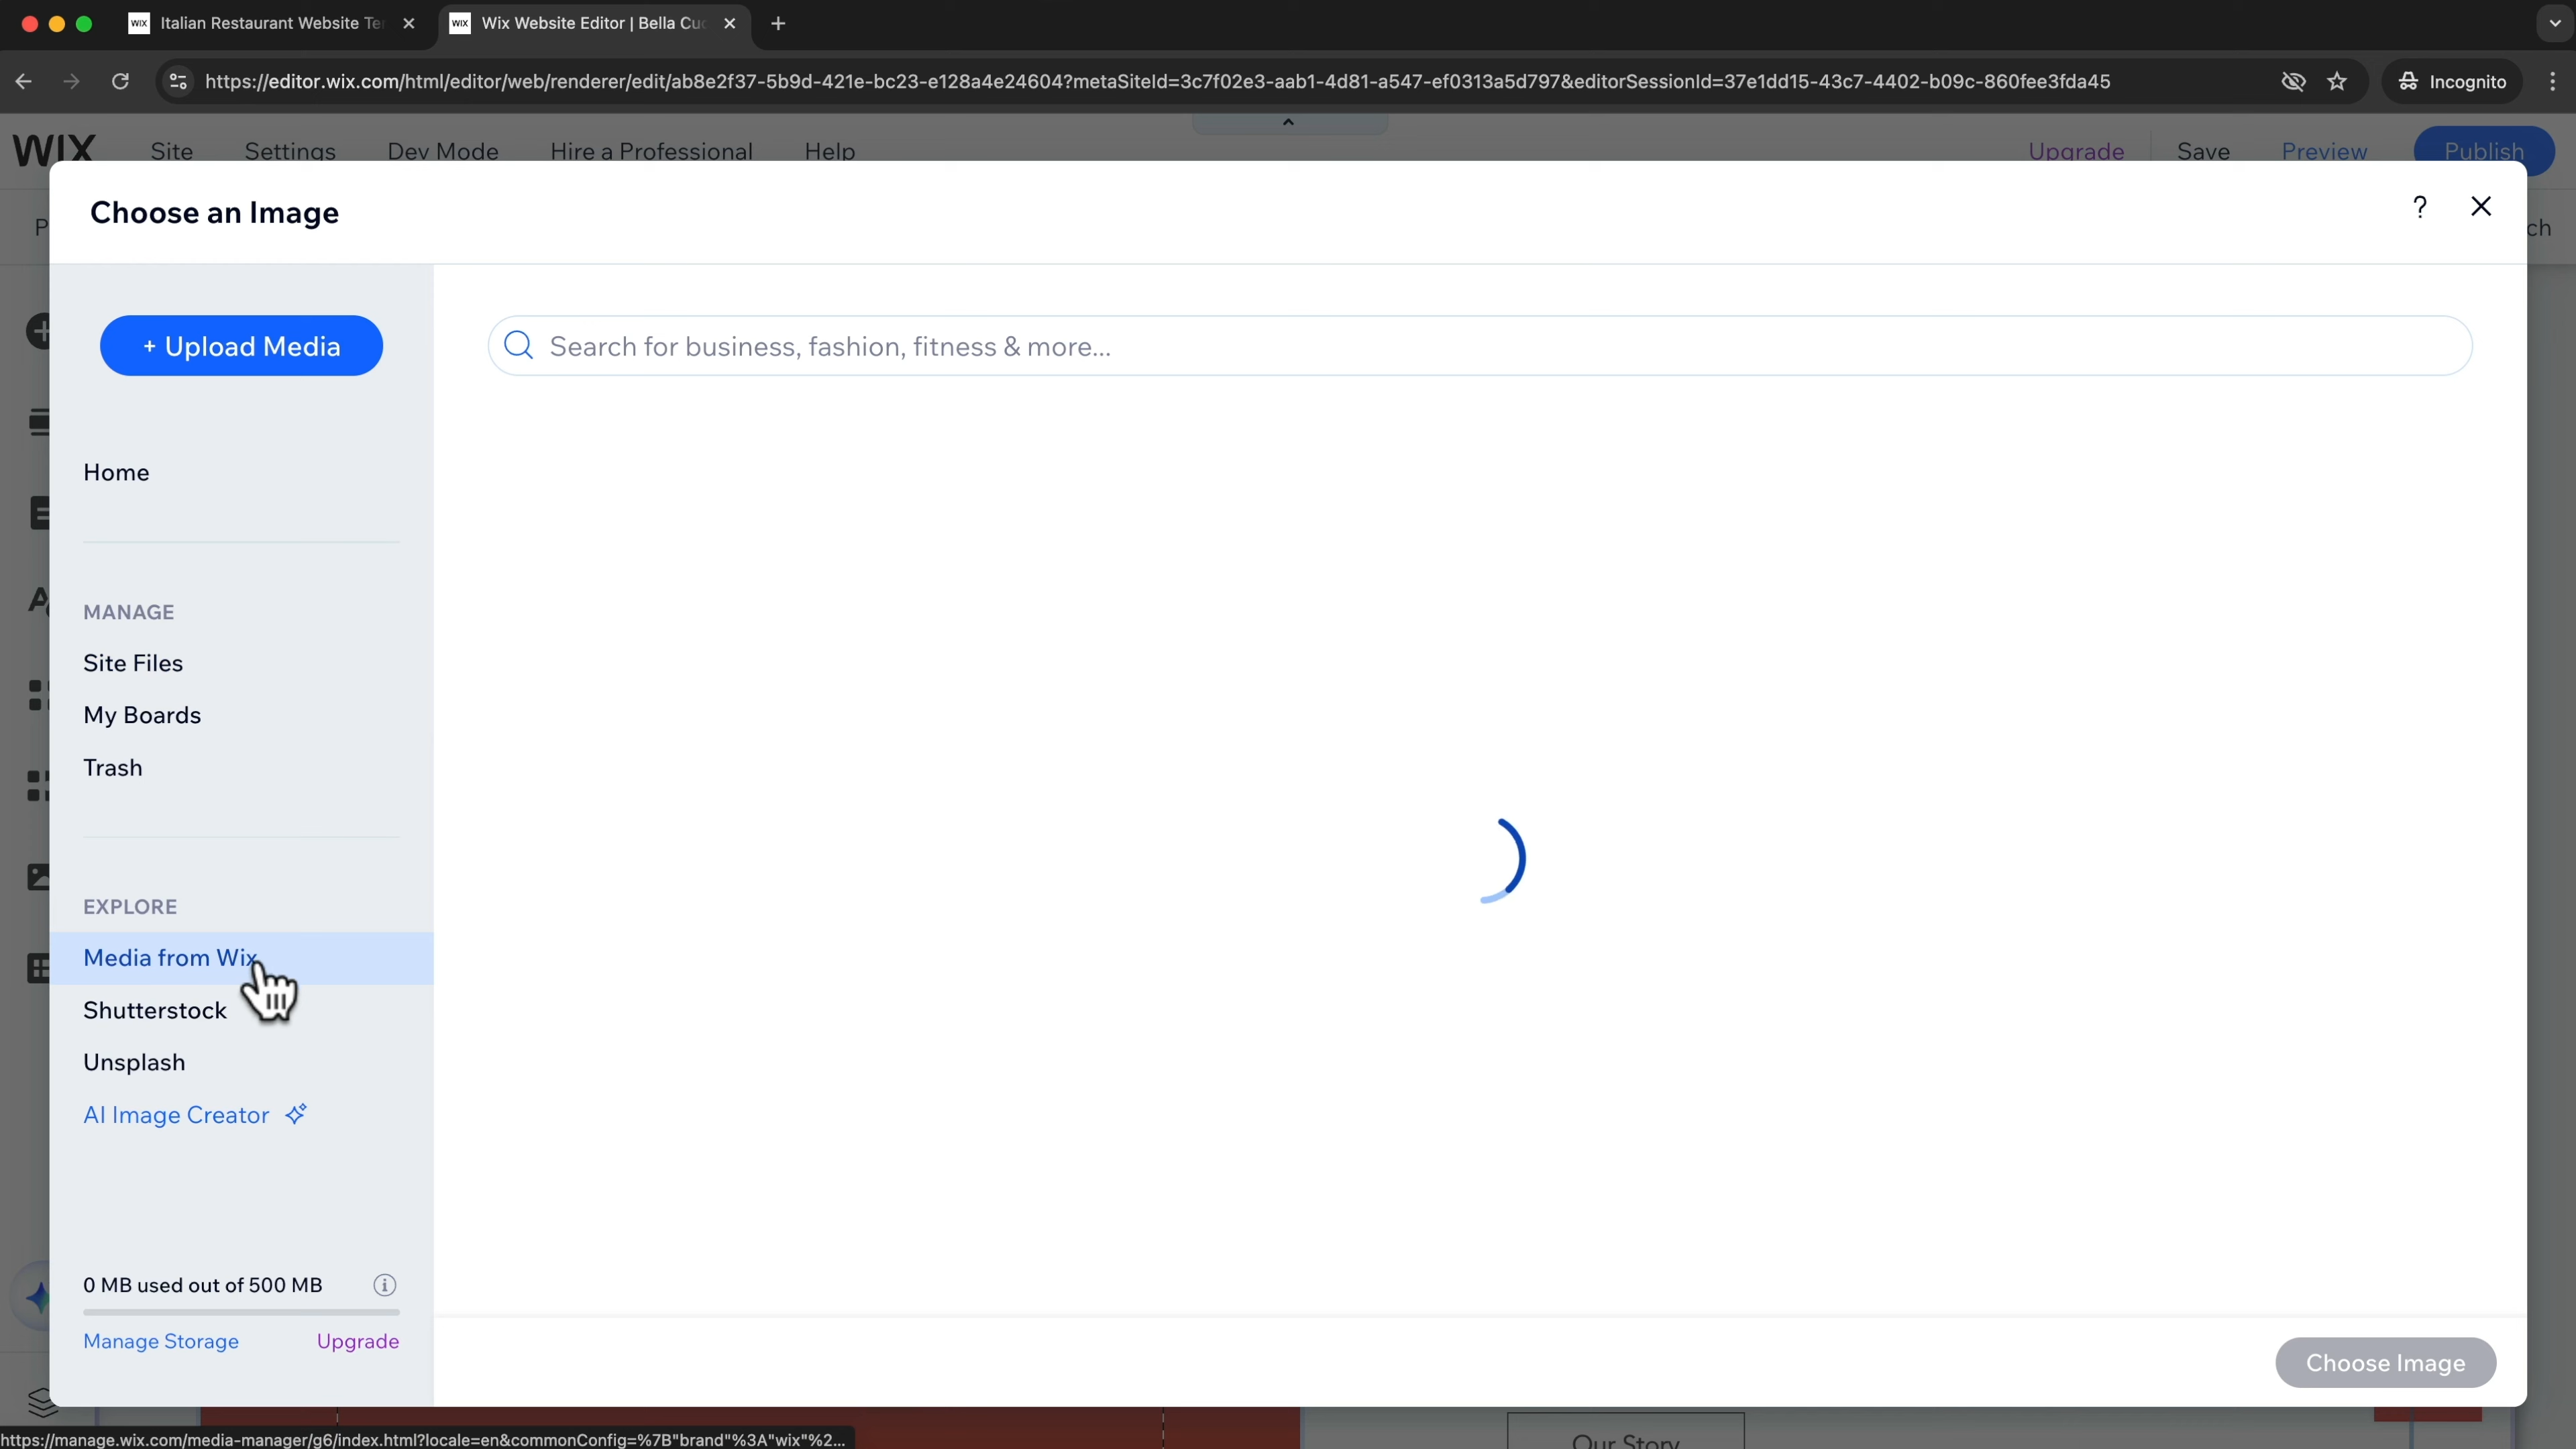 WIX Italian Restaurant Website Te
WIX Wix Website Editor | Bella Cu
https://editor.wix.com/html/editor/web/renderer/edit/ab8e2f37-5b9d-421e-bc23-e128a4e24604?metaSiteId=3c7f02e3-aab1-4d81-a547-ef0313a5d797&editorSessionId=37e1dd15-43c7-4402-b09c-860fee3fda45
Incognito
WIX Site Settings Dev Mode Hire a Professional Help Upgrade Save Preview Publish
Choose an Image
?
P
ch
+ Upload Media
Search for business, fashion, fitness & more...
Home
MANAGE
Site Files
My Boards
Trash
EXPLORE
Media from Wix
Shutterstock
Unsplash
AI Image Creator
0 MB used out of 500 MB
Manage Storage Upgrade
Choose Image
Our Story
https://manage.wix.com/media-manager/g6/index.html?locale=en&commonConfig=%7B"brand"%3A"wix"%2...